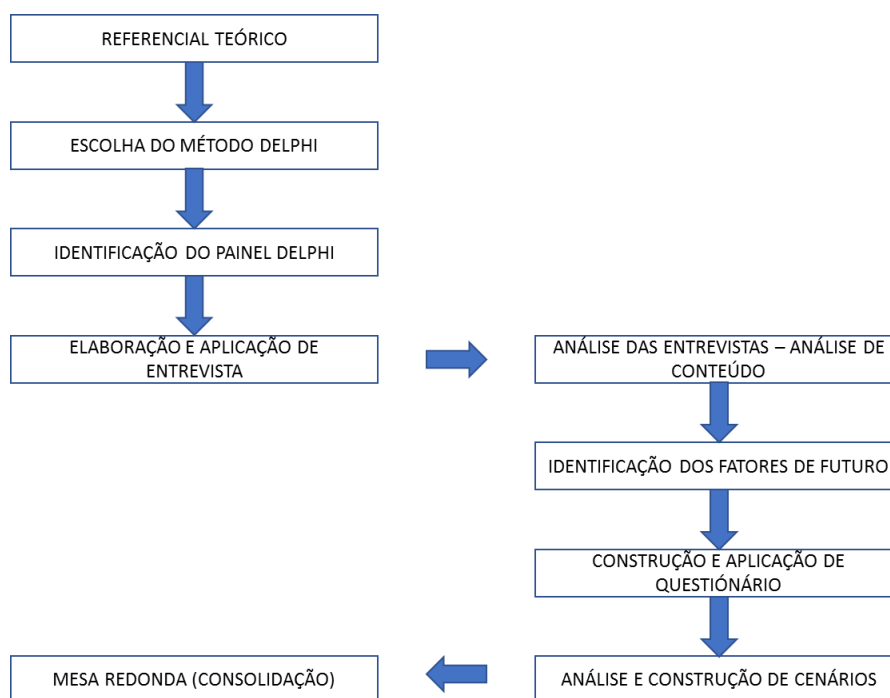 REFERENCIAL TEÓRICO
ESCOLHA DO MÉTODO DELPHI
IDENTIFICAÇÃO DO PAINEL DELPHI
ELABORAÇÃO E APLICAÇÃO DE
ENTREVISTA
ANÁLISE DAS ENTREVISTAS – ANÁLISE DE
CONTEÚDO
IDENTIFICAÇÃO DOS FATORES DE FUTURO
CONSTRUÇÃO E APLICAÇÃO DE
QUESTIÓNÁRIO
ANÁLISE E CONSTRUÇÃO DE CENÁRIOS
MESA REDONDA (CONSOLIDAÇÃO)